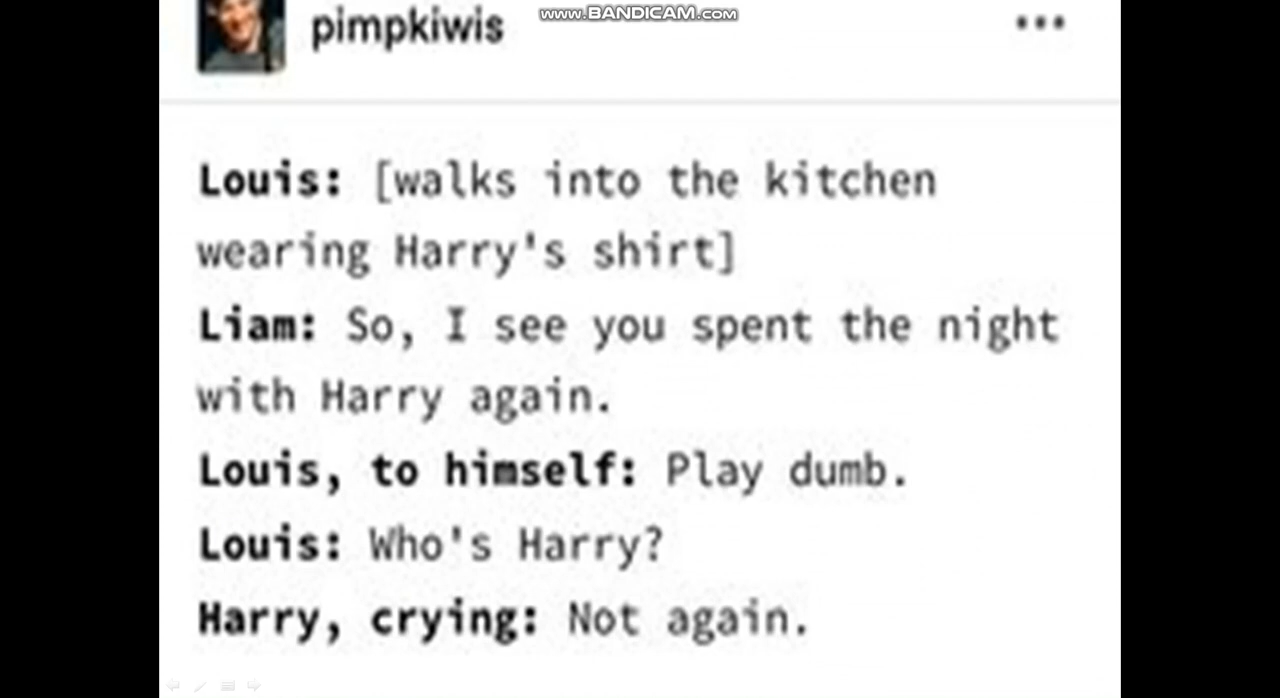 www.BANDICAM.com
pimpkiwis
Louis: [walks into the kitchen
wearing Harry's shirt]
Liam: So, I see you spent the night
with Harry again.
Louis, to himself: Play dumb.
Louis: Who's Harry?
Harry, crying: Not again.